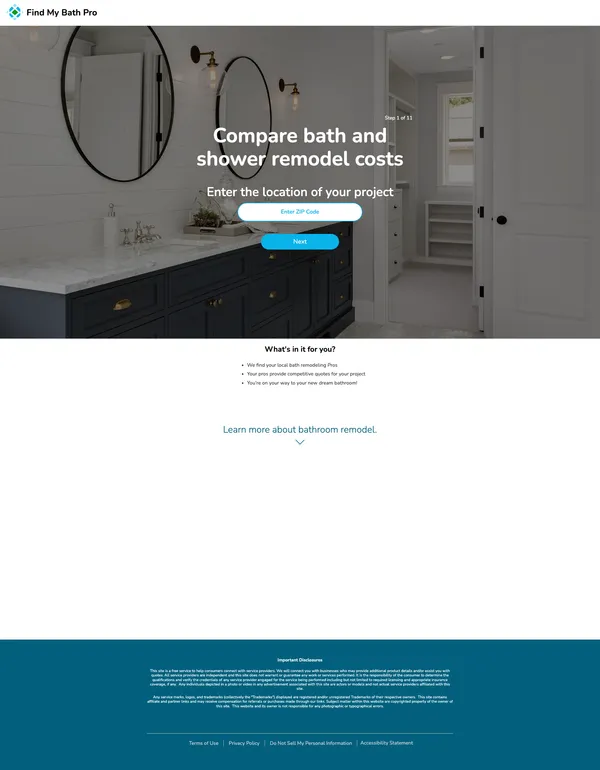 Find My Bath Pro
Step 1 of 11
Compare bath and
shower remodel costs
Enter the location of your project
Enter ZIP Code
Next
What's in it for you?
• We find your local bath remodeling Pros
• Your pros provide competitive quotes for your project
• You're on your way to your new dream bathroom!
Learn more about bathroom remodel.
Important Disclosures
This site is a free service to help consumers connect with service providers. We will connect you with businesses who may provide additional product details and/or assist you with
quotes. All service providers are independent and this site does not warrant or guarantee any work or services performed. It is the responsibility of the consumer to determine the
qualifications and verify the credentials of any service provider engaged for the service being performed including but not limited to required licensing and appropriate insurance
coverage, if any. Any individuals depicted in a photo or video in any advertisement associated with this site are actors or models and not actual service providers affiliated with this
site.
Any service marks, logos, and trademarks (collectively the "Trademarks") displayed are registered and/or unregistered Trademarks of their respective owners. This site contains
affiliate and partner links and may receive compensation for referrals or purchases made through our links. Subject matter within this website are copyrighted property of the owner of
this site. This website and its owner is not responsible for any photographic or typographical errors.
Terms of Use | Privacy Policy | Do Not Sell My Personal Information | Accessibility Statement